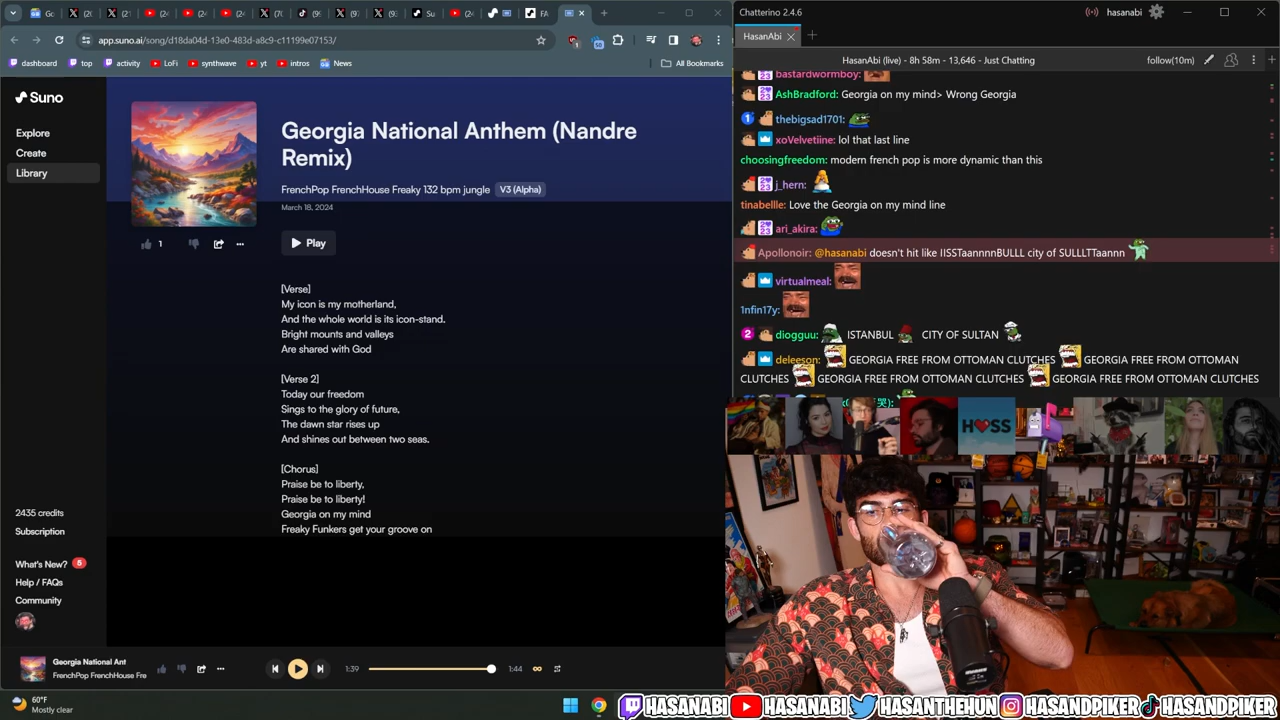 Chatterino 2.4.6
hasanabi
app.suno.ai/song/d18da04d-13e0-483d-a8c9-c11199e07153/
HasanAbi
dashboard
top
activity
LoFi
synthwave
yt
intros
News
All Bookmarks
HasanAbi (live) - 8h 58m - 13,646 - Just Chatting
follow(10m)
Suno
Explore
Create
Library
Georgia National Anthem (Nandre
Remix)
FrenchPop FrenchHouse Freaky 132 bpm jungle
V3 (Alpha)
March 18, 2024
1
Play
[Verse]
My icon is my motherland,
And the whole world is its icon-stand.
Bright mounts and valleys
Are shared with God
[Verse 2]
Today our freedom
Sings to the glory of future,
The dawn star rises up
And shines out between two seas.
[Chorus]
Praise be to liberty,
Praise be to liberty!
Georgia on my mind
Freaky Funkers get your groove on
2435 credits
Subscription
What's New?
6
Help / FAQs
Community
Georgia National Ant
FrenchPop FrenchHouse Fre
1:39
1:44
60°F
Mostly clear
bastardwormboy:
AshBradford: Georgia on my mind> Wrong Georgia
thebigsad1701:
xoVelvetiine: lol that last line
choosingfreedom: modern french pop is more dynamic than this
j_hern:
tinabellle: Love the Georgia on my mind line
ari_akira:
Apollonoir: @hasanabi doesn't hit like IISSTaannnnBULLL city of SULLLTTaannn
virtualmeal:
1nfin17y:
diogguu: ISTANBUL CITY OF SULTAN
deleeson: GEORGIA FREE FROM OTTOMAN CLUTCHES GEORGIA FREE FROM OTTOMAN
CLUTCHES GEORGIA FREE FROM OTTOMAN CLUTCHES GEORGIA FREE FROM OTTOMAN CLUTCHES
HOSS
HASANABI
HASANABI
HASANTHEHUN
HASANDPIKER
HASANDPIKER